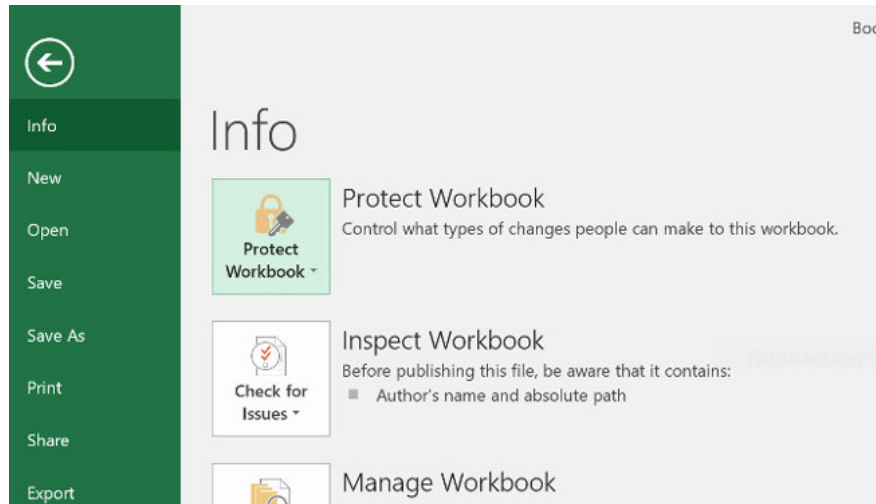 Boo
Info
New
Open
Save
Save As
Print
Share
Export
Info
Protect
Workbook
Protect Workbook
Control what types of changes people can make to this workbook.
Check for
Issues
Inspect Workbook
Before publishing this file, be aware that it contains:
Author's name and absolute path
Manage Workbook